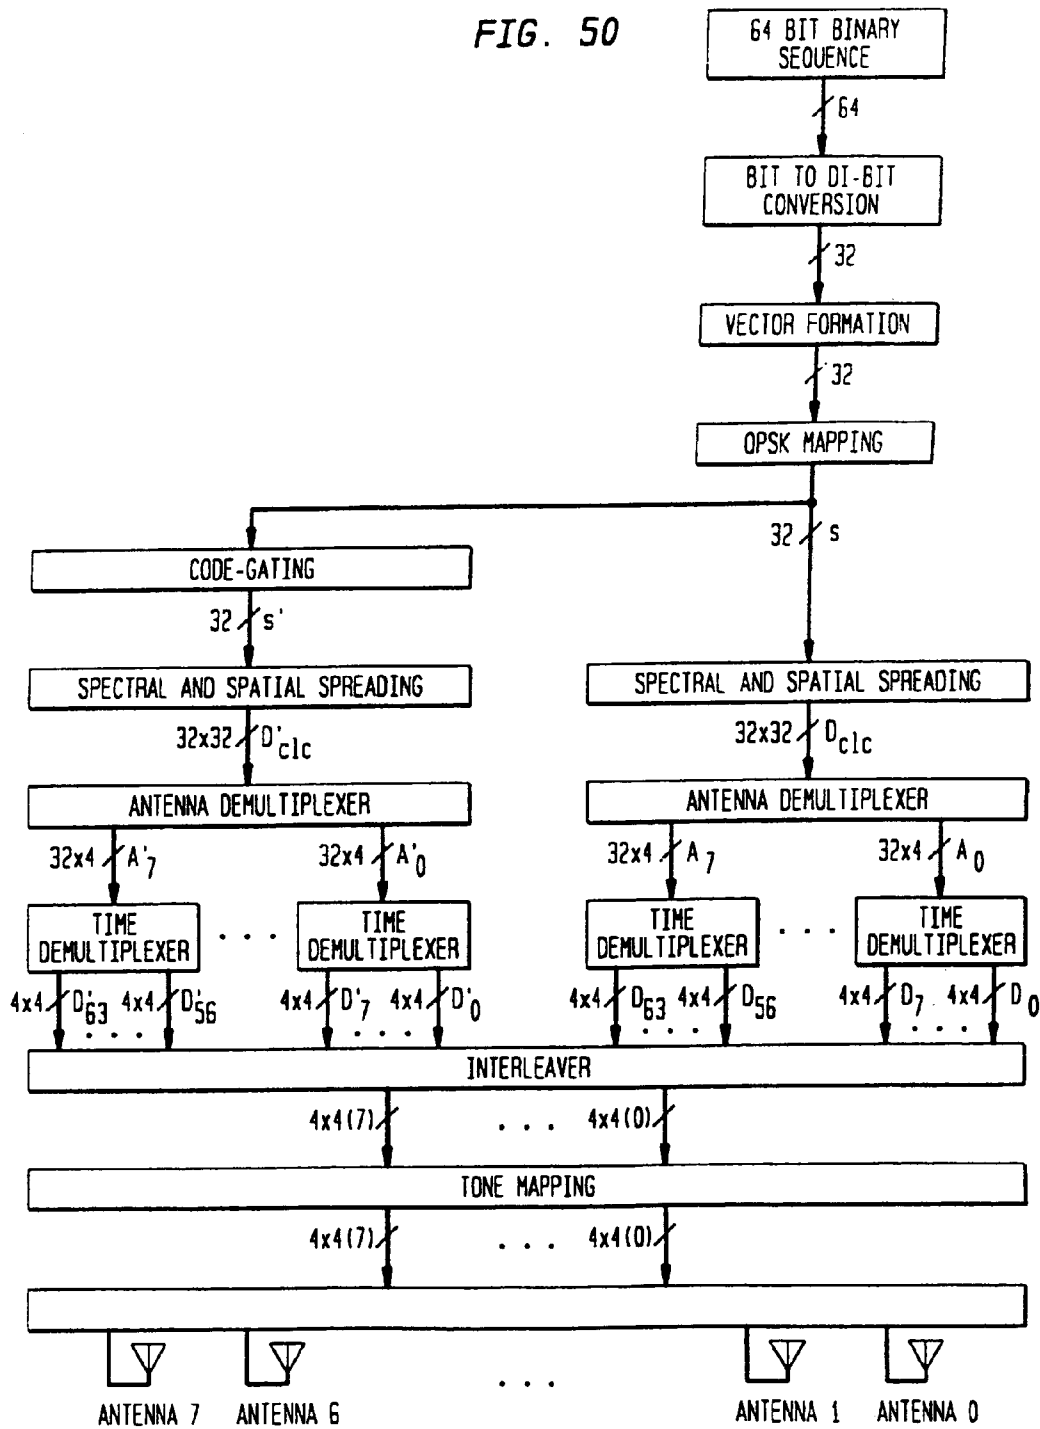 FIG. 50
64 BIT BINARY
SEQUENCE
64
BIT TO DI-BIT
CONVERSION
32
VECTOR FORMATION
32
QPSK MAPPING
32 s
CODE-GATING
32 s'
SPECTRAL AND SPATIAL SPREADING
SPECTRAL AND SPATIAL SPREADING
32x32 D'clc
32x32 Dclc
ANTENNA DEMULTIPLEXER
ANTENNA DEMULTIPLEXER
32x4 A'7
32x4 A'0
32x4 A7
32x4 A0
TIME
DEMULTIPLEXER
. . .
TIME
DEMULTIPLEXER
TIME
DEMULTIPLEXER
. . .
TIME
DEMULTIPLEXER
4x4 D'63
. . .
4x4 D'56
4x4 D'7
. . .
4x4 D'0
4x4 D63
. . .
4x4 D56
4x4 D7
. . .
4x4 D0
INTERLEAVER
4x4(7)
. . .
4x4(0)
TONE MAPPING
4x4(7)
. . .
4x4(0)
. . .
ANTENNA 7
ANTENNA 6
ANTENNA 1
ANTENNA 0